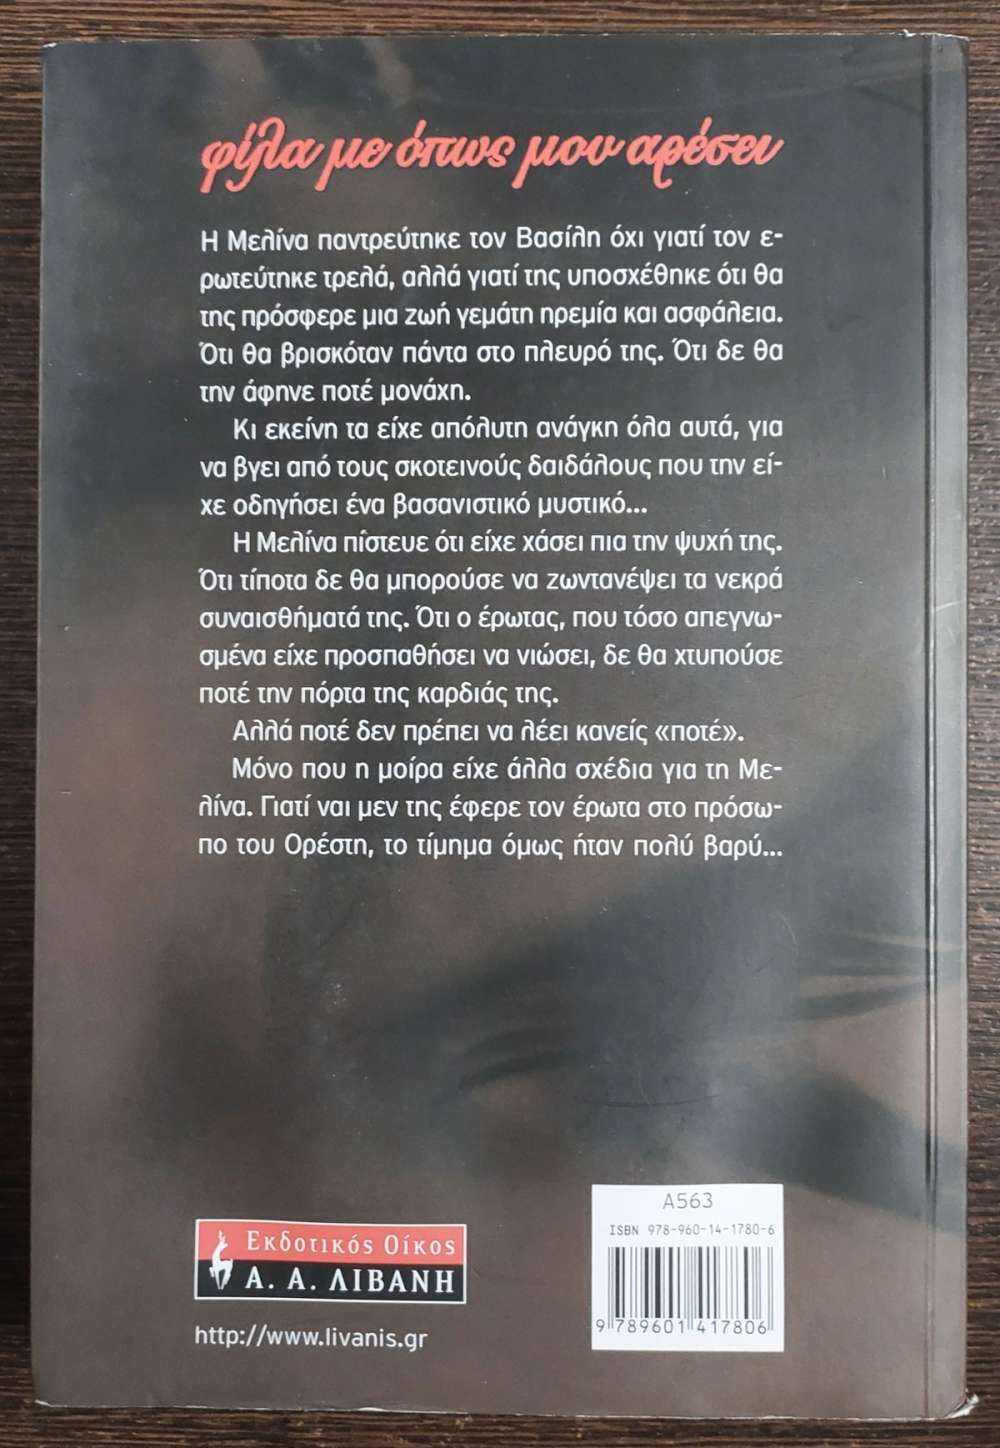 φίλα με όπως μου αρέσει
Η Μελίνα παντρεύτηκε τον Βασίλη όχι γιατί τον ε-
ρωτεύτηκε τρελά, αλλά γιατί της υποσχέθηκε ότι θα
της πρόσφερε μια ζωή γεμάτη ηρεμία και ασφάλεια.
Ότι θα βρισκόταν πάντα στο πλευρό της. Ότι δε θα
την άφηνε ποτέ μονάχη.
Κι εκείνη τα είχε απόλυτη ανάγκη όλα αυτά, για
να βγει από τους σκοτεινούς δαιδάλους που την εί-
χε οδηγήσει ένα βασανιστικό μυστικό...
Η Μελίνα πίστευε ότι είχε χάσει πια την ψυχή της.
Ότι τίποτα δε θα μπορούσε να ζωντανέψει τα νεκρά
συναισθήματά της. Ότι ο έρωτας, που τόσο απεγνω-
σμένα είχε προσπαθήσει να νιώσει, δε θα χτυπούσε
ποτέ την πόρτα της καρδιάς της.
Αλλά ποτέ δεν πρέπει να λέει κανείς «ποτέ».
Μόνο που η μοίρα είχε άλλα σχέδια για τη Με-
λίνα. Γιατί ναι μεν της έφερε τον έρωτα στο πρόσω-
πο του Ορέστη, το τίμημα όμως ήταν πολύ βαρύ...
Εκδοτικός Οίκος
Α. Α. ΛΙΒΑΝΗ
http://www.livanis.gr
A563
ISBN 978-960-14-1780-6
9 789601 417806